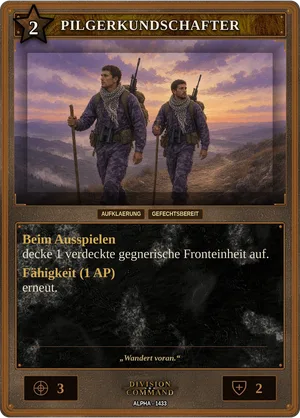 2 PILGERKUNDSCHAFTER
AUFKLAERUNG GEFECHTSBEREIT
Beim Ausspielen
decke 1 verdeckte gegnerische Fronteinheit auf.
Fähigkeit (1 AP)
erneut.
„Wandert voran.“
3 DIVISION COMMAND 2
ALPHA - 1433